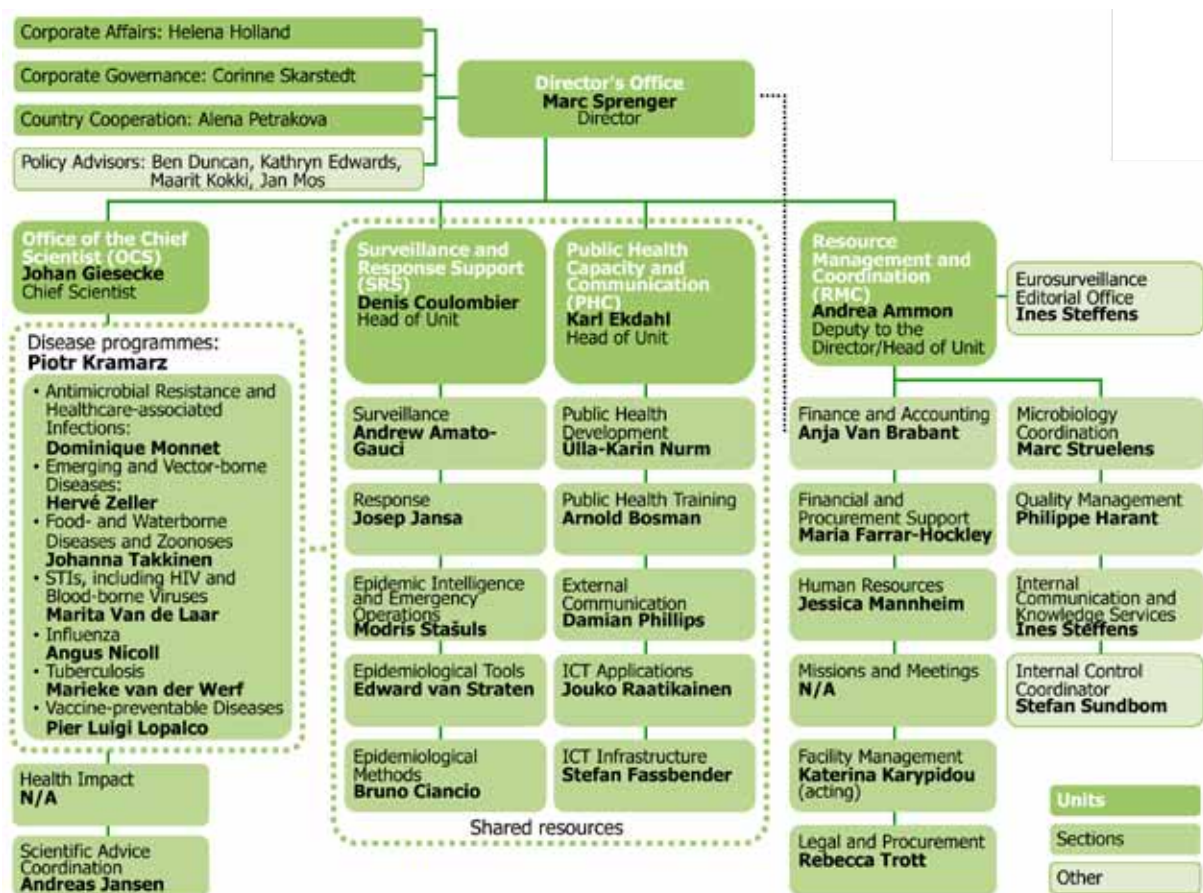 Corporate Affairs: Helena Holland
Corporate Governance: Corinne Skarstedt
Country Cooperation: Alena Petrakova
Policy Advisors: Ben Duncan, Kathryn Edwards,
Maarit Kokki, Jan Mos
Director's Office
Marc Sprenger
Director
Office of the Chief
Scientist (OCS)
Johan Giesecke
Chief Scientist
Disease programmes:
Piotr Kramarz
• Antimicrobial Resistance and
Healthcare-associated
Infections:
Dominique Monnet
• Emerging and Vector-borne
Diseases:
Hervé Zeller
• Food- and Waterborne
Diseases and Zoonoses
Johanna Takkinen
• STIs, including HIV and
Blood-borne Viruses
Marita Van de Laar
• Influenza
Angus Nicoll
• Tuberculosis
Marieke van der Werf
• Vaccine-preventable Diseases
Pier Luigi Lopalco
Health Impact
N/A
Scientific Advice
Coordination
Andreas Jansen
Surveillance and
Response Support
(SRS)
Denis Coulombier
Head of Unit
Surveillance
Andrew Amato-
Gauci
Response
Josep Jansa
Epidemic Intelligence
and Emergency
Operations
Modris Stašuls
Epidemiological Tools
Edward van Straten
Epidemiological
Methods
Bruno Ciancio
Public Health
Capacity and
Communication
(PHC)
Karl Ekdahl
Head of Unit
Public Health
Development
Ülla-Karin Nurm
Public Health Training
Arnold Bosman
External
Communication
Damian Phillips
ICT Applications
Jouko Raatikainen
ICT Infrastructure
Stefan Fassbender
Shared resources
Resource
Management and
Coordination
(RMC)
Andrea Ammon
Deputy to the
Director/Head of Unit
Eurosurveillance
Editorial Office
Ines Steffens
Finance and Accounting
Anja Van Brabant
Financial and
Procurement Support
Maria Farrar-Hockley
Human Resources
Jessica Mannheim
Missions and Meetings
N/A
Facility Management
Katerina Karypidou
(acting)
Legal and Procurement
Rebecca Trott
Microbiology
Coordination
Marc Struelens
Quality Management
Philippe Harant
Internal
Communication and
Knowledge Services
Ines Steffens
Internal Control
Coordinator
Stefan Sundbom
Units
Sections
Other